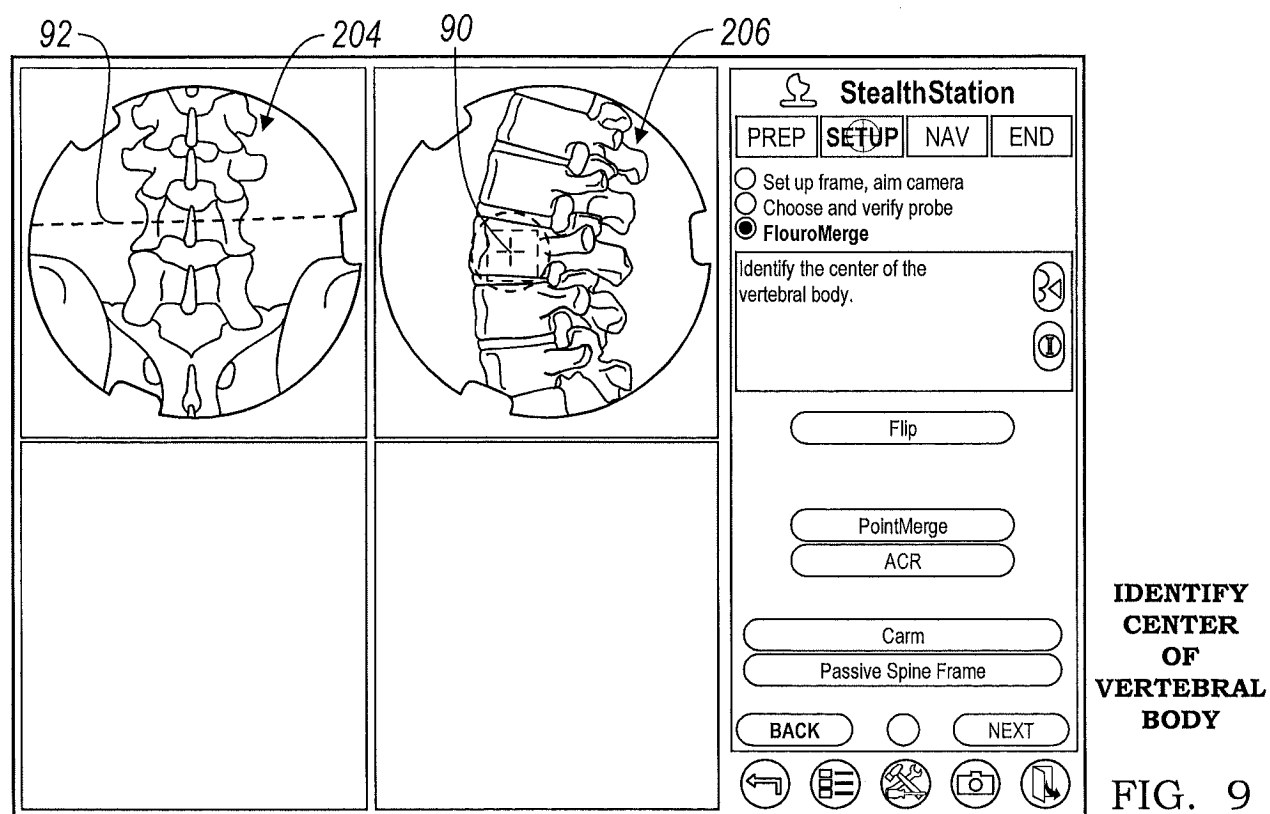 92
204
90
206
StealthStation
PREP SETUP NAV END
Set up frame, aim camera
Choose and verify probe
FlouroMerge
Identify the center of the
vertebral body.
Flip
PointMerge
ACR
Carm
Passive Spine Frame
BACK NEXT
IDENTIFY
CENTER
OF
VERTEBRAL
BODY
FIG. 9